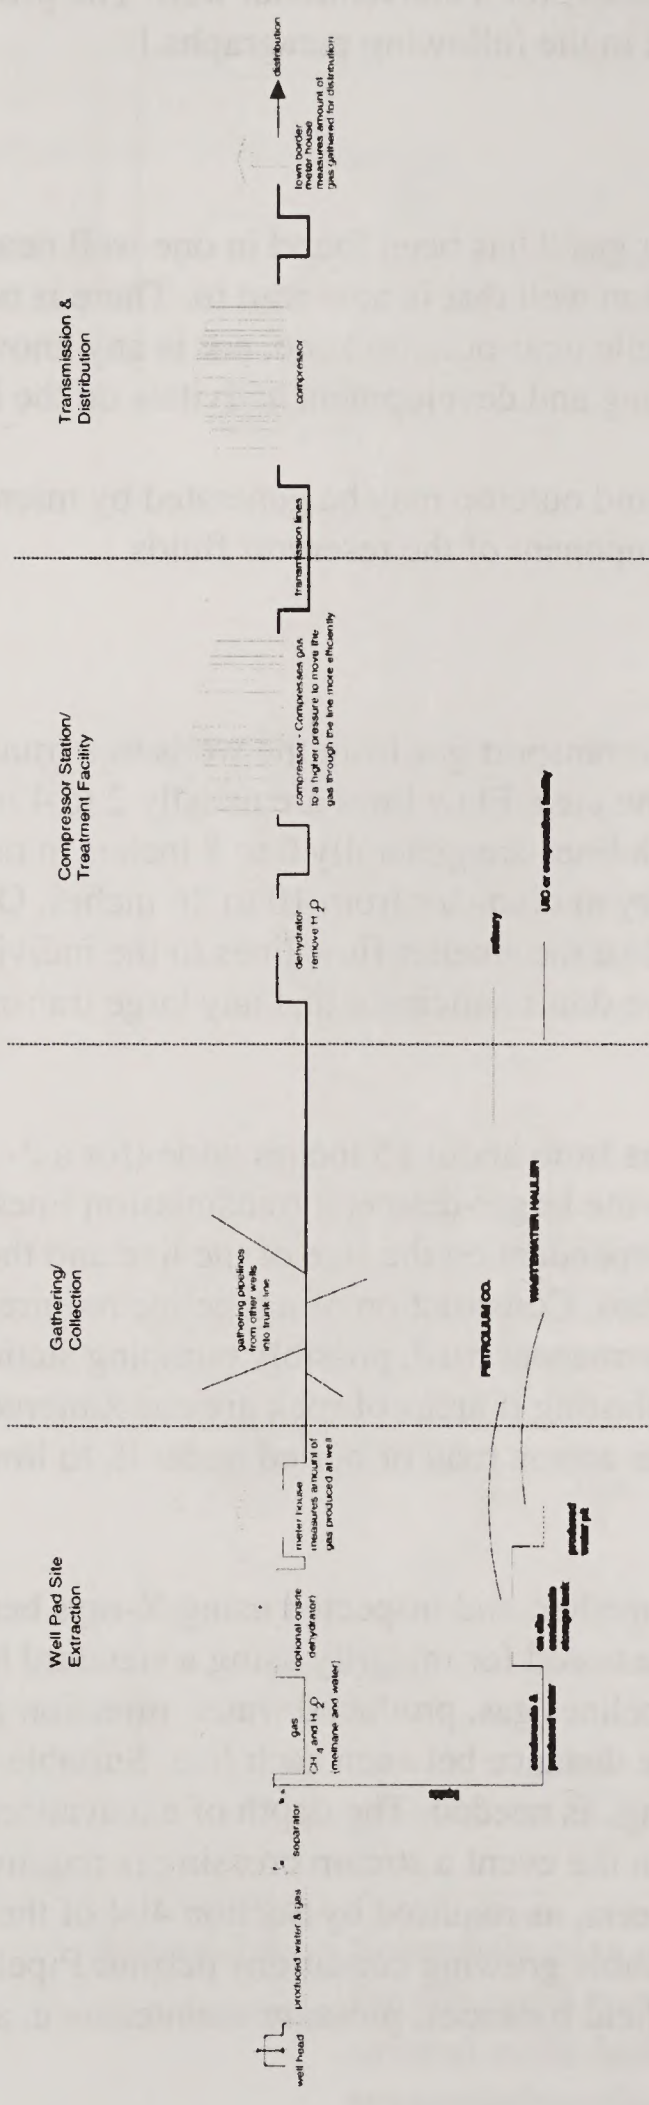 Well Pad Site
Extraction
Gathering/
Collection
Compressor Station/
Treatment Facility
Transmission &
Distribution
well head
produced water & gas
separator
gas
CH4 and H2O
(methane and water)
(optional onsite
dehydrator)
meter house
measures amount of
gas produced at well
gathering pipelines
from other wells
into trunk line
dehydrator
remove H2O
compressor - Compresses gas
to a higher pressure to move the
gas through the line more efficiently
transmission lines
compressor
town border
meter house
measures amount of
gas gathered for distribution
distribution
condensate &
produced water
on site
condensate
storage tank
produced
water pit
PETROLEUM CO.
WASTEWATER HAULER
refinery
UIC or evaporation facility